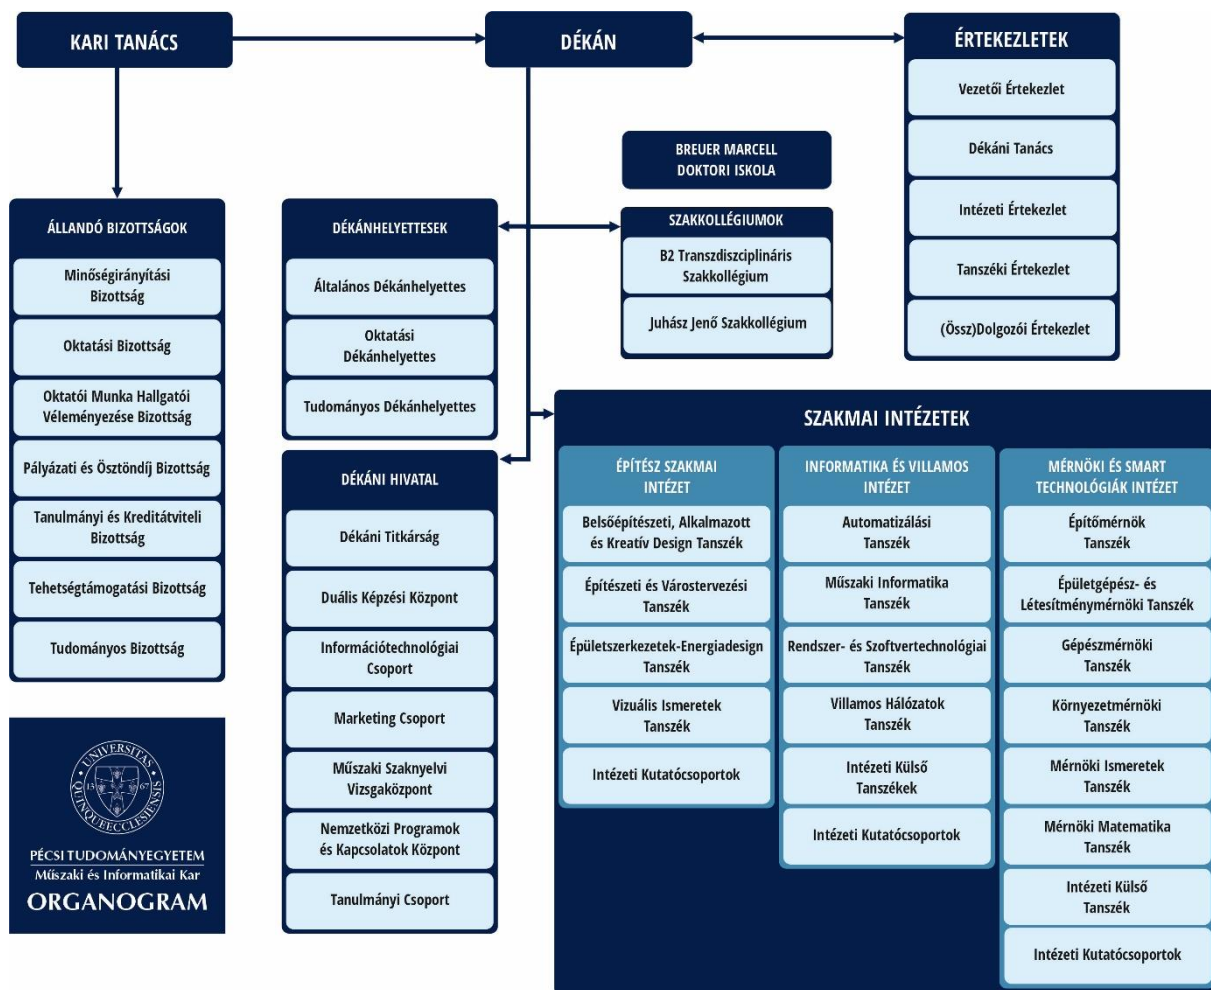 KARI TANÁCS
DÉKÁN
ÉRTEKEZLETEK
Vezetői Értekezlet
Dékáni Tanács
Intézeti Értekezlet
Tanszéki Értekezlet
(Össz)Dolgozói Értekezlet
BREUER MARCELL
DOKTORI ISKOLA
SZAKKOLLÉGIUMOK
B2 Transzdiszciplináris
Szakkollégium
Juhász Jenő Szakkollégium
ÁLLANDÓ BIZOTTSÁGOK
Minőségirányítási
Bizottság
Oktatási Bizottság
Oktatói Munka Hallgatói
Véleményezése Bizottság
Pályázati és Ösztöndíj Bizottság
Tanulmányi és Kreditátviteli
Bizottság
Tehetségtámogatási Bizottság
Tudományos Bizottság
DÉKÁNHELYETTESEK
Általános Dékánhelyettes
Oktatási
Dékánhelyettes
Tudományos Dékánhelyettes
DÉKÁNI HIVATAL
Dékáni Titkárság
Duális Képzési Központ
Információtechnológiai
Csoport
Marketing Csoport
Műszaki Szaknyelvi
Vizsgaközpont
Nemzetközi Programok
és Kapcsolatok Központ
Tanulmányi Csoport
SZAKMAI INTÉZETEK
ÉPÍTÉSZ SZAKMAI
INTÉZET
Belsőépítészeti, Alkalmazott
és Kreatív Design Tanszék
Építészeti és Várostervezési
Tanszék
Épületszerkezetek-Energiadesign
Tanszék
Vizuális Ismeretek
Tanszék
Intézeti Kutatócsoportok
INFORMATIKA ÉS VILLAMOS
INTÉZET
Automatizálási
Tanszék
Műszaki Informatika
Tanszék
Rendszer- és Szoftvertechnológiai
Tanszék
Villamos Hálózatok
Tanszék
Intézeti Külső
Tanszékek
Intézeti Kutatócsoportok
MÉRNÖKI ÉS SMART
TECHNOLÓGIÁK INTÉZET
Építőmérnök
Tanszék
Épületgépész- és
Létesítménymérnöki Tanszék
Gépészmérnöki
Tanszék
Környezetmérnöki
Tanszék
Mérnöki Ismeretek
Tanszék
Mérnöki Matematika
Tanszék
Intézeti Külső
Tanszék
Intézeti Kutatócsoportok
UNIVERSITAS
QUINQUEECCLESIENSIS
13 67
PÉCSI TUDOMÁNYEGYETEM
Műszaki és Informatikai Kar
ORGANOGRAM